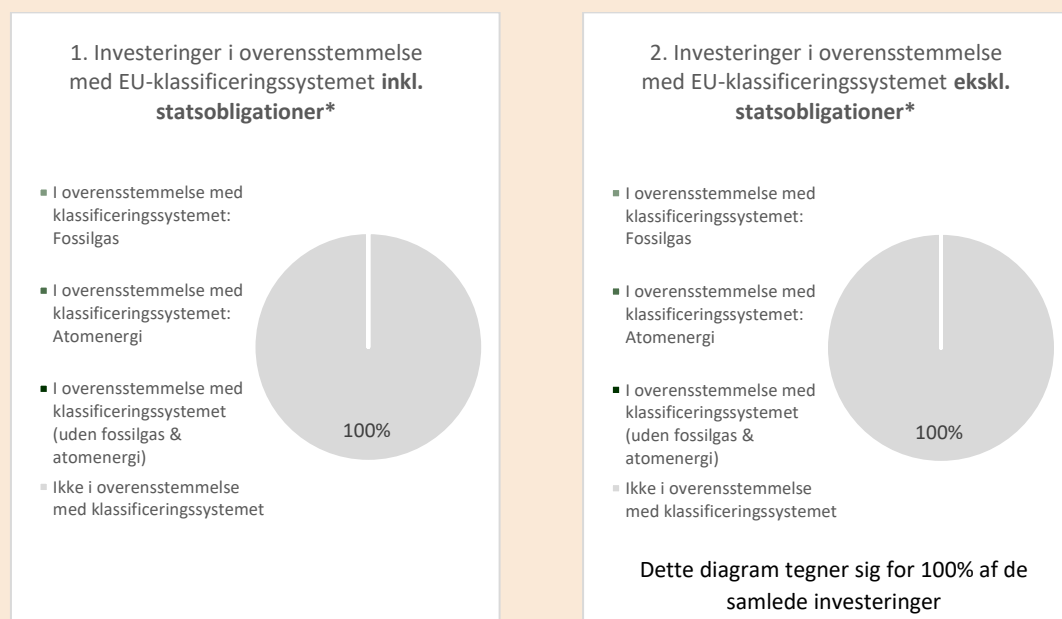 1. Investeringer i overensstemmelse
med EU-klassificeringssystemet inkl.
statsobligationer*
I overensstemmelse med
klassificeringssystemet:
Fossilgas
I overensstemmelse med
klassificeringssystemet:
Atomenergi
I overensstemmelse med
klassificeringssystemet
(uden fossilgas &
atomenergi)
Ikke i overensstemmelse
med klassificeringssystemet
100%
2. Investeringer i overensstemmelse
med EU-klassificeringssystemet ekskl.
statsobligationer*
I overensstemmelse med
klassificeringssystemet:
Fossilgas
I overensstemmelse med
klassificeringssystemet:
Atomenergi
I overensstemmelse med
klassificeringssystemet
(uden fossilgas &
atomenergi)
Ikke i overensstemmelse
med klassificeringssystemet
100%
Dette diagram tegner sig for 100% af de
samlede investeringer